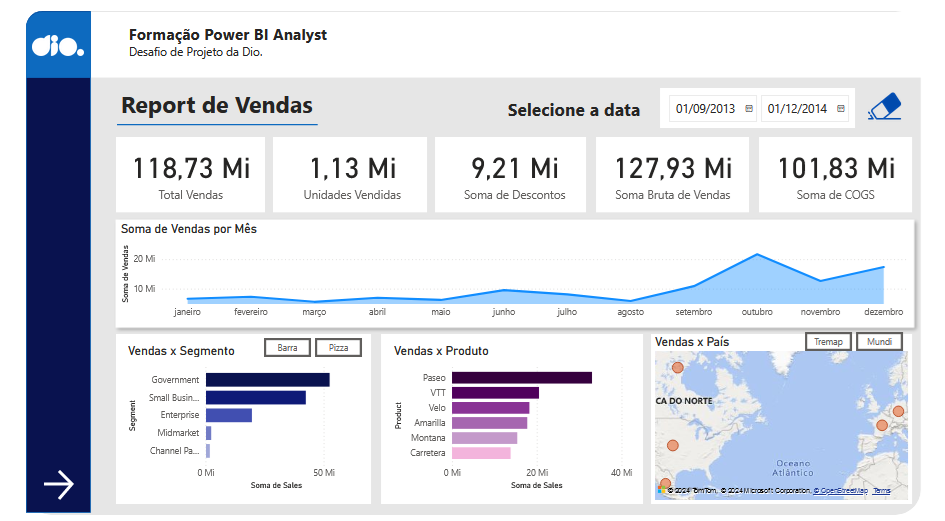 dio.
Formação Power BI Analyst
Desafio de Projeto da Dio.
Report de Vendas
Selecione a data
01/09/2013
01/12/2014
118,73 Mi
Total Vendas
1,13 Mi
Unidades Vendidas
9,21 Mi
Soma de Descontos
127,93 Mi
Soma Bruta de Vendas
101,83 Mi
Soma de COGS
Soma de Vendas por Mês
Soma de Vendas
20 Mi
10 Mi
janeiro fevereiro março abril maio junho julho agosto setembro outubro novembro dezembro
Vendas x Segmento
Barra
Pizza
Segment
Government
Small Busin...
Enterprise
Midmarket
Channel Pa...
0 Mi 50 Mi
Soma de Sales
Vendas x Produto
Product
Paseo
VTT
Velo
Amarilla
Montana
Carretera
0 Mi 20 Mi 40 Mi
Soma de Sales
Vendas x País
Tremap
Mundi
CA DO NORTE
Oceano
Atlântico
© 2024 TomTom, © 2024 Microsoft Corporation, © OpenStreetMap Terms